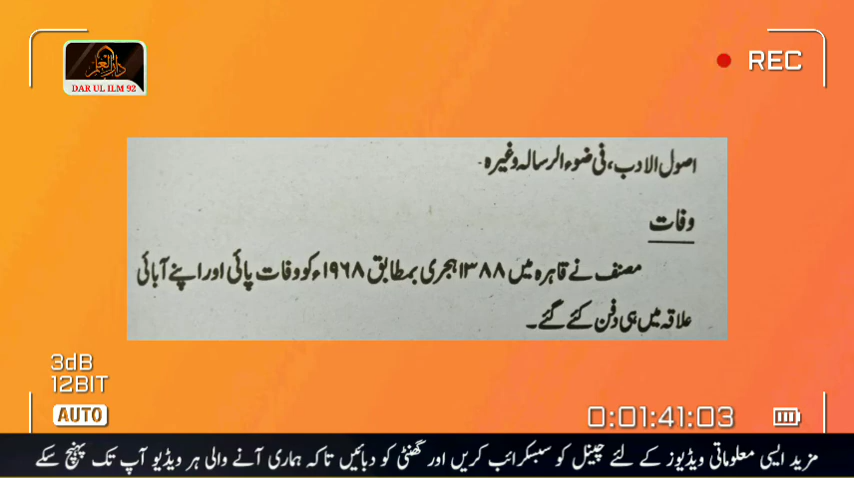 دارالعلم
DAR UL ILM 92
REC
اصول الادب، فی ضوء الرسالہ وغیرہ۔
وفات
مصنف نے قاہرہ میں ۱۳۸۸ ہجری بمطابق ۱۹۶۸ء کو وفات پائی اور اپنے آبائی
علاقہ میں ہی دفن کئے گئے۔
3dB
12BIT
AUTO
0:01:41:03
مزید ایسی معلوماتی ویڈیوز کے لئے چینل کو سبسکرائب کریں اور گھنٹی کو دبائیں تاکہ ہماری آنے والی ہر ویڈیو آپ تک پہنچ سکے